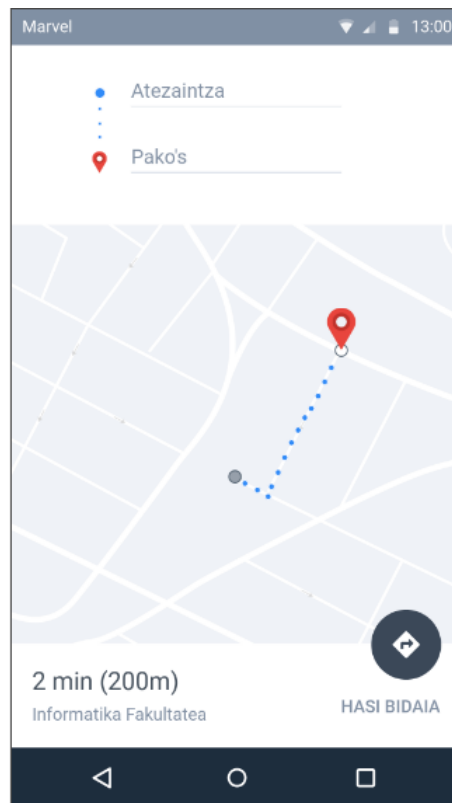 Marvel 13:00
Atezaintza
Pako's
2 min (200m)
Informatika Fakultatea
HASI BIDAIA